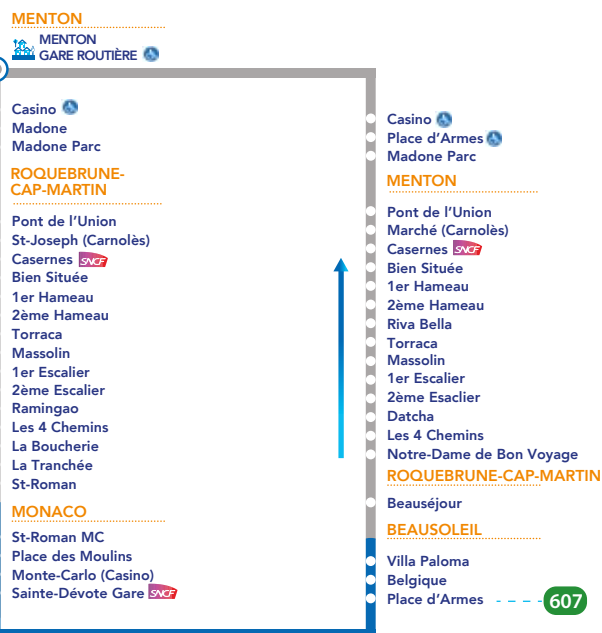 MENTON
MENTON
GARE ROUTIÈRE
Casino
Madone
Madone Parc
ROQUEBRUNE-
CAP-MARTIN
Pont de l'Union
St-Joseph (Carnolès)
Casernes SNCF
Bien Située
1er Hameau
2ème Hameau
Torraca
Massolin
1er Escalier
2ème Escalier
Ramingao
Les 4 Chemins
La Boucherie
La Tranchée
St-Roman
MONACO
St-Roman MC
Place des Moulins
Monte-Carlo (Casino)
Sainte-Dévote Gare SNCF
Casino
Place d'Armes
Madone Parc
MENTON
Pont de l'Union
Marché (Carnolès)
Casernes SNCF
Bien Située
1er Hameau
2ème Hameau
Riva Bella
Torraca
Massolin
1er Escalier
2ème Esaclier
Datcha
Les 4 Chemins
Notre-Dame de Bon Voyage
ROQUEBRUNE-CAP-MARTIN
Beauséjour
BEAUSOLEIL
Villa Paloma
Belgique
Place d'Armes 607